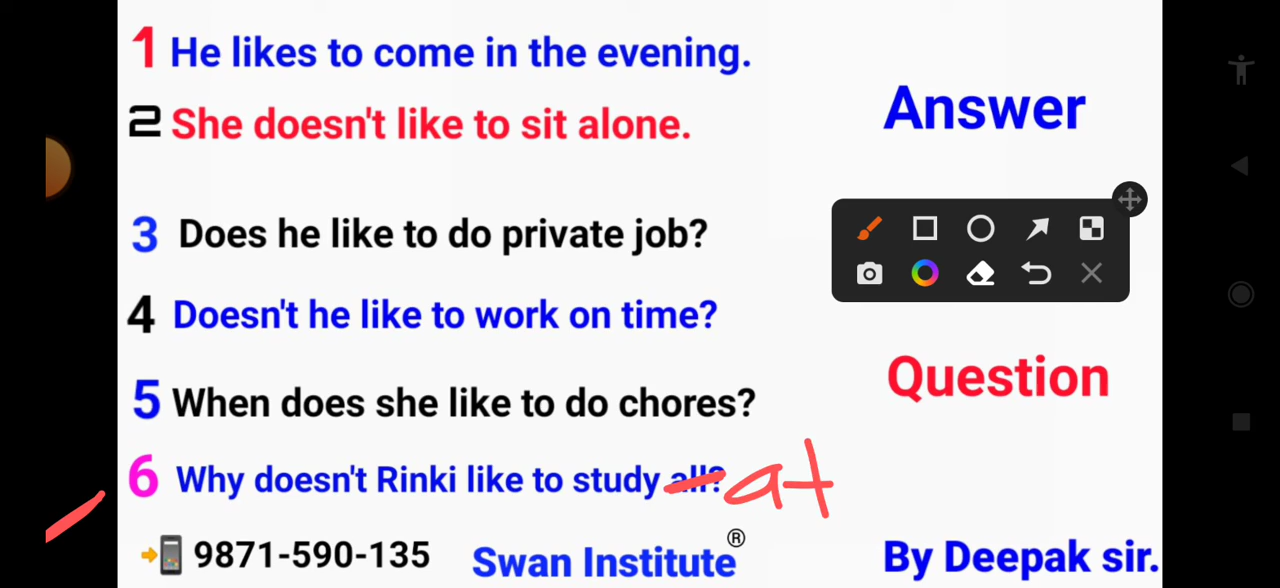 1 He likes to come in the evening.
Answer
2 She doesn't like to sit alone.
3 Does he like to do private job?
4 Doesn't he like to work on time?
Question
5 When does she like to do chores?
6 Why doesn't Rinki like to study all? at
9871-590-135 Swan Institute® By Deepak sir.